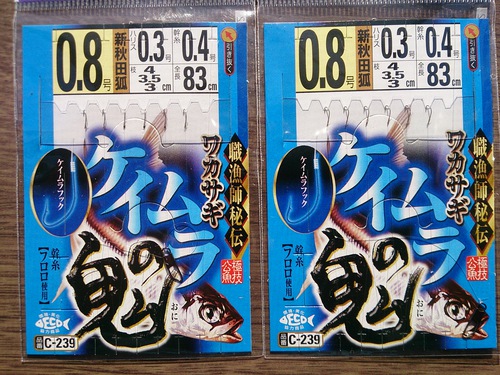 0.8号
新秋田狐
ハリス 0.3号
幹糸 0.4号
枝 4 3.5 3cm
全長 83cm
引き抜く
職漁師秘伝
ワカサギ
ケイムラ
ケイムラフック
の鬼
おに
幹糸
【フロロ使用】
極技
公魚
ECO
品番 C-239
0.8号
新秋田狐
ハリス 0.3号
幹糸 0.4号
枝 4 3.5 3cm
全長 83cm
引き抜く
職漁師秘伝
ワカサギ
ケイムラ
ケイムラフック
の鬼
おに
幹糸
【フロロ使用】
極技
公魚
ECO
品番 C-239